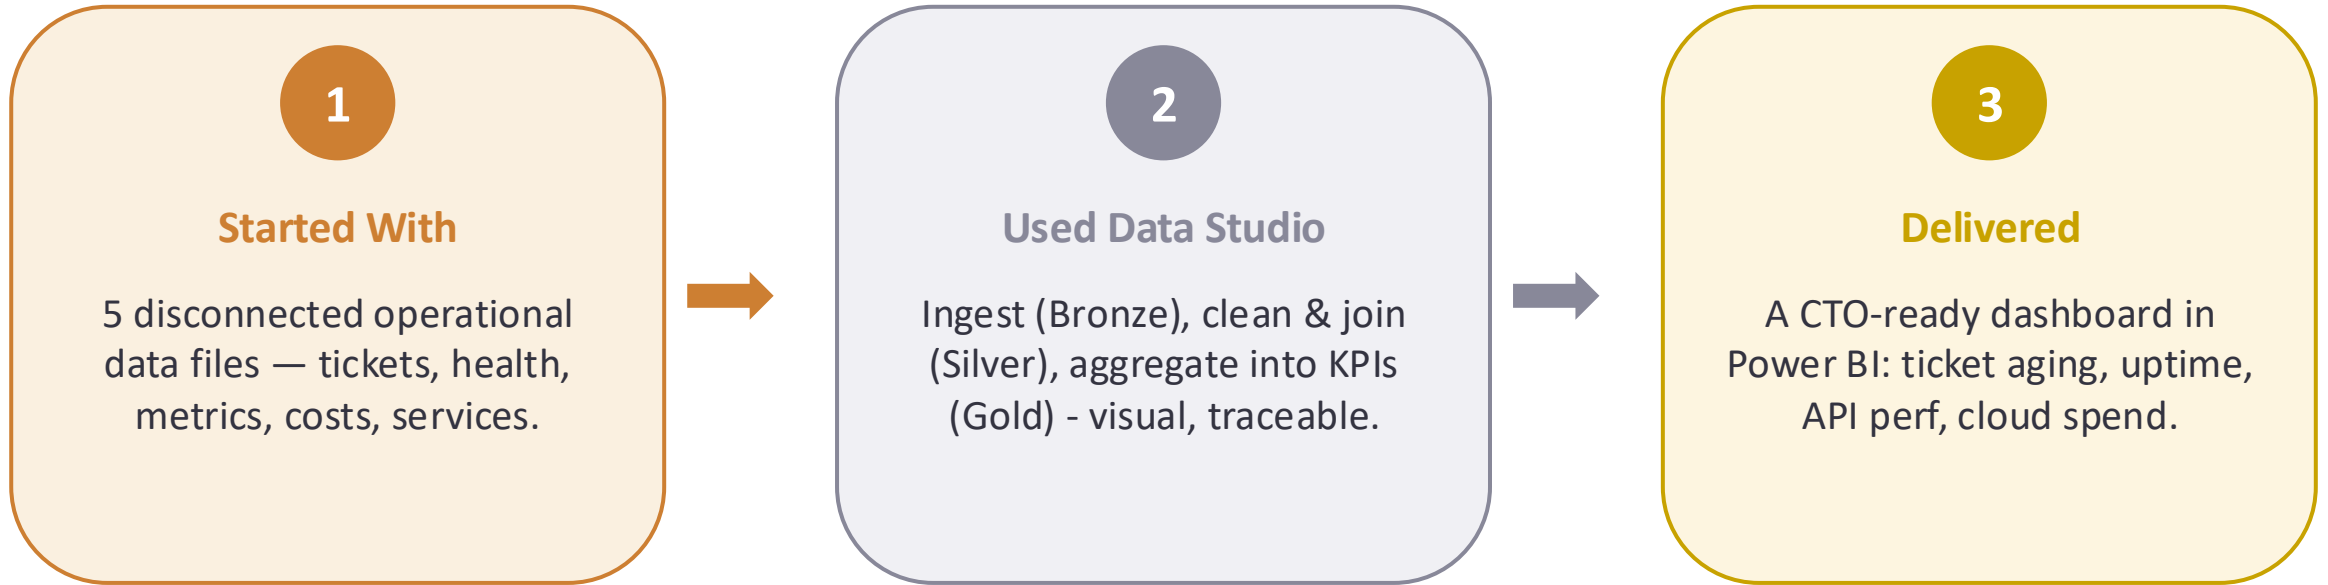 1
Started With
5 disconnected operational
data files — tickets, health,
metrics, costs, services.
2
Used Data Studio
Ingest (Bronze), clean & join
(Silver), aggregate into KPIs
(Gold) - visual, traceable.
3
Delivered
A CTO-ready dashboard in
Power BI: ticket aging, uptime,
API perf, cloud spend.